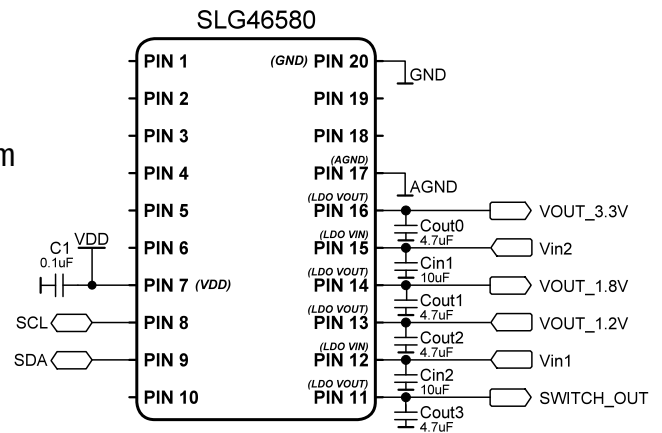 SLG46580
PIN 1
(GND) PIN 20
GND
PIN 2
PIN 19
PIN 3
PIN 18
m
PIN 4
(AGND)
PIN 17
AGND
PIN 5
(LDO VOUT)
PIN 16
VOUT_3.3V
Cout0
4.7uF
PIN 6
(LDO VIN)
PIN 15
Vin2
C1
0.1uF
VDD
Cin1
10uF
PIN 7 (VDD)
(LDO VOUT)
PIN 14
VOUT_1.8V
Cout1
4.7uF
SCL
PIN 8
(LDO VOUT)
PIN 13
VOUT_1.2V
Cout2
4.7uF
SDA
PIN 9
(LDO VIN)
PIN 12
Vin1
Cin2
10uF
PIN 10
(LDO VOUT)
PIN 11
SWITCH_OUT
Cout3
4.7uF